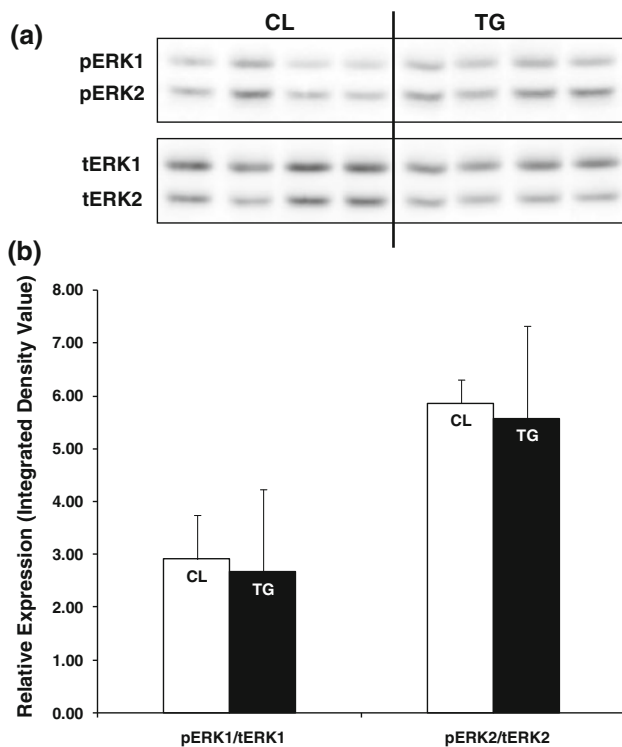 (a)
CL TG
pERK1
pERK2
tERK1
tERK2
(b)
Relative Expression (Integrated Density Value)
8.00
7.00
6.00
5.00
4.00
3.00
2.00
1.00
0.00
CL
TG
CL
TG
pERK1/tERK1 pERK2/tERK2